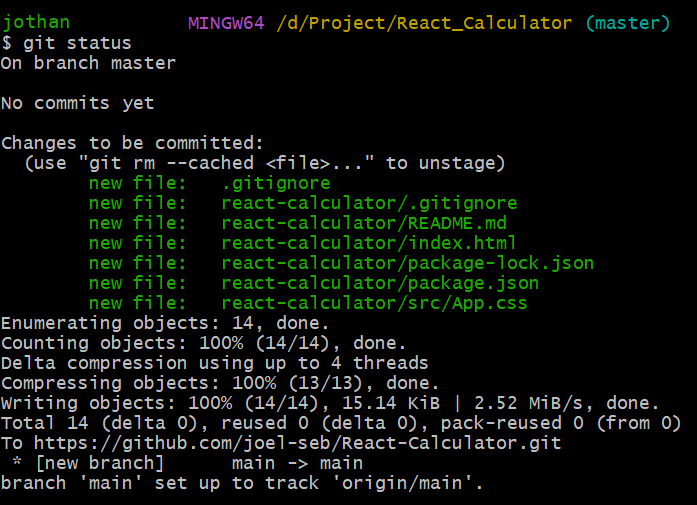 jothan MINGW64 /d/Project/React_Calculator (master)
$ git status
On branch master
No commits yet
Changes to be committed:
(use "git rm --cached <file>..." to unstage)
new file: .gitignore
new file: react-calculator/.gitignore
new file: react-calculator/README.md
new file: react-calculator/index.html
new file: react-calculator/package-lock.json
new file: react-calculator/package.json
new file: react-calculator/src/App.css
Enumerating objects: 14, done.
Counting objects: 100% (14/14), done.
Delta compression using up to 4 threads
Compressing objects: 100% (13/13), done.
Writing objects: 100% (14/14), 15.14 KiB | 2.52 MiB/s, done.
Total 14 (delta 0), reused 0 (delta 0), pack-reused 0 (from 0)
To https://github.com/joel-seb/React-Calculator.git
* [new branch] main -> main
branch 'main' set up to track 'origin/main'.